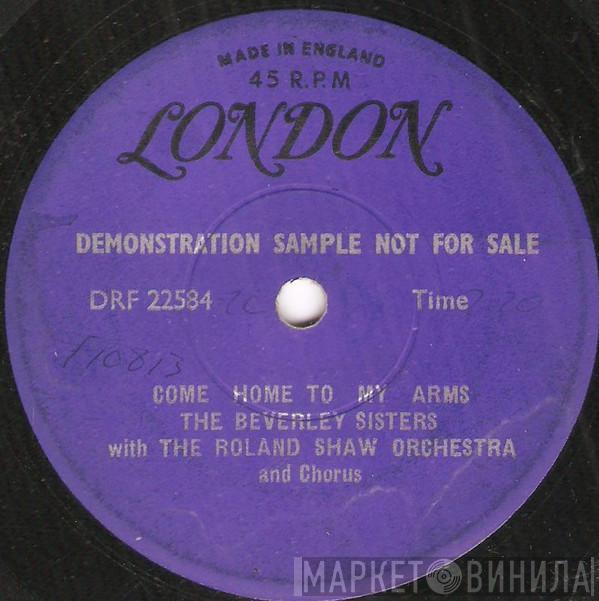 MADE IN ENGLAND
45 R.P.M
LONDON
DEMONSTRATION SAMPLE NOT FOR SALE
DRF 22584 2C Time
F10813
COME HOME TO MY ARMS
THE BEVERLEY SISTERS
with THE ROLAND SHAW ORCHESTRA
and Chorus
МАРКЕТ ВИНИЛА